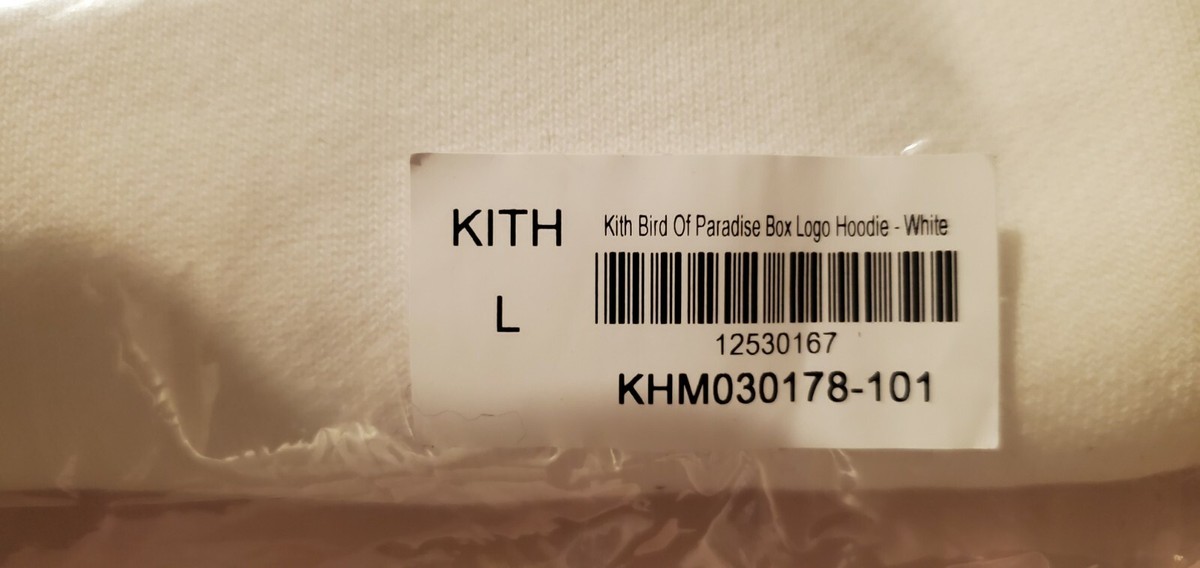 KITH
L
Kith Bird Of Paradise Box Logo Hoodie - White
12530167
KHM030178-101